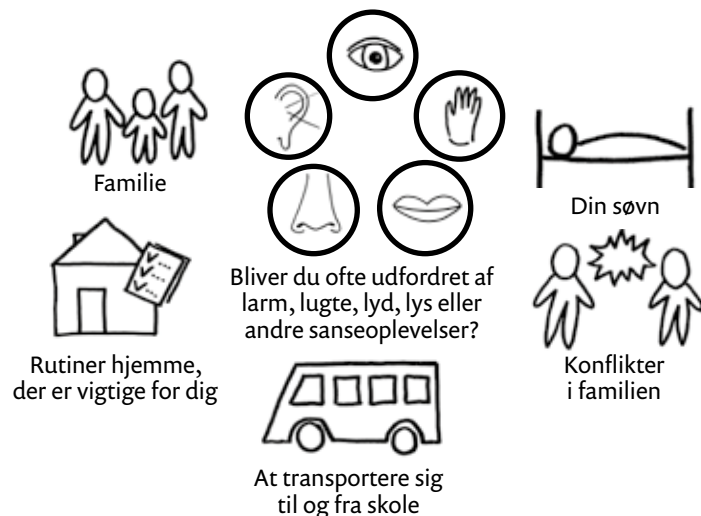 Familie
Din søvn
Bliver du ofte udfordret af
larm, lugte, lyd, lys eller
andre sanseoplevelser?
Rutiner hjemme,
der er vigtige for dig
Konflikter
i familien
At transportere sig
til og fra skole